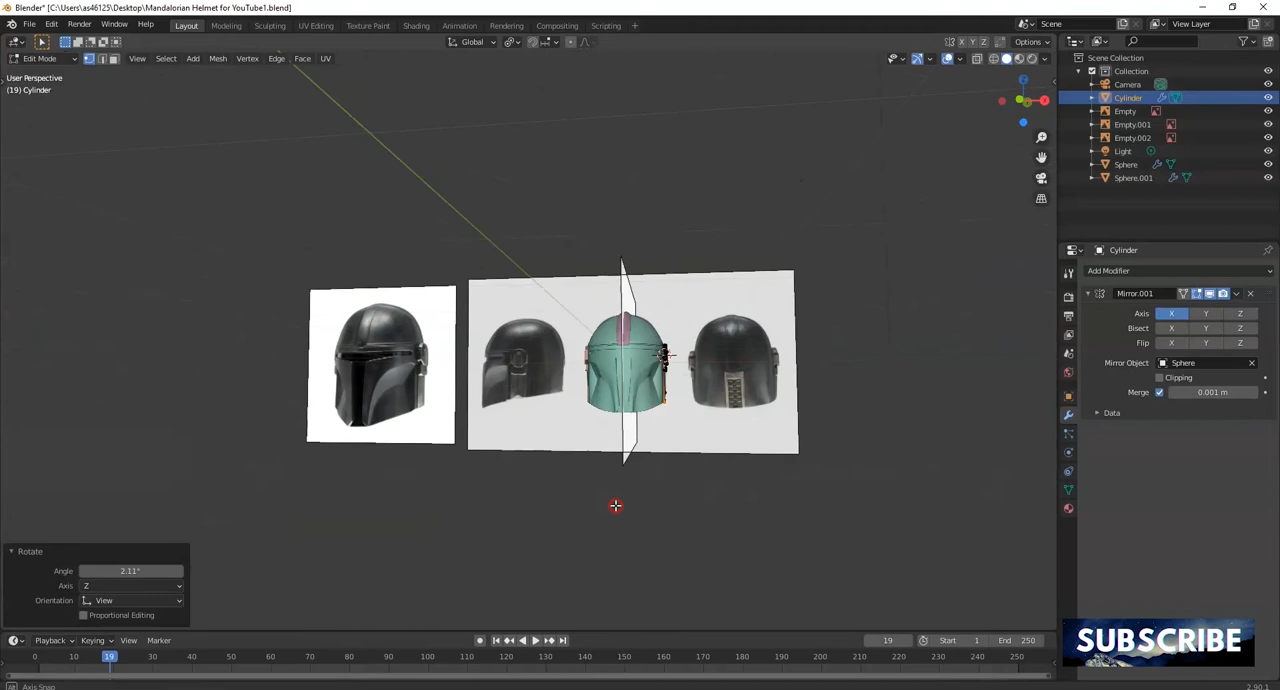 Blender* [C:\Users\as46125\Desktop\Mandalorian Helmet for YouTube1.blend]
File Edit Render Window Help Layout Modeling Sculpting UV Editing Texture Paint Shading Animation Rendering Compositing Scripting + Scene View Layer
Global Options
Edit Mode View Select Add Mesh Vertex Edge Face UV
X Y Z
User Perspective
(19) Cylinder
Scene Collection
Collection
Camera
Cylinder
Empty
Empty.001
Empty.002
Light
Sphere
Sphere.001
Cylinder
Add Modifier
Mirror.001
Axis X Y Z
Bisect X Y Z
Flip X Y Z
Mirror Object Sphere
Clipping
Merge 0.001 m
Data
Rotate
Angle 2.11°
Axis Z
Orientation View
Proportional Editing
SUBSCRIBE
Playback Keying View Marker 19 Start 1 End 250
0 10 19 30 40 50 60 70 80 90 100 110 120 130 140 150 160 170 180 190 200 210 220 230 240 250
Axis Snap 2.90.1